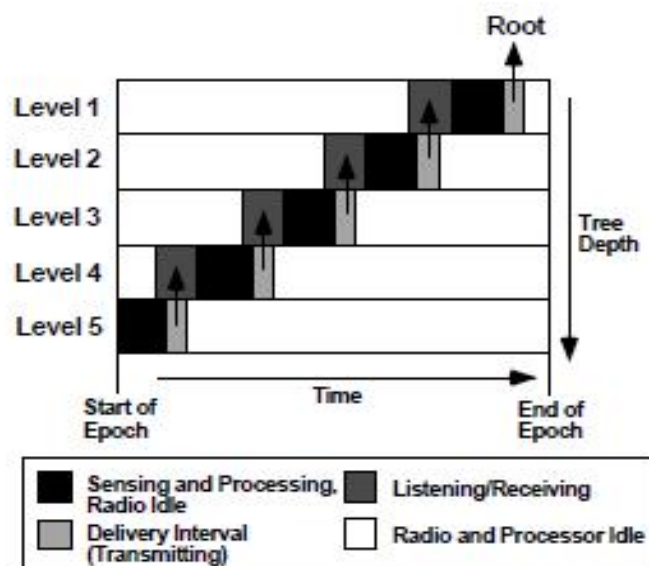 Root
Level 1
Level 2
Level 3
Level 4
Level 5
Tree
Depth
Time
Start of
Epoch
End of
Epoch
Sensing and Processing,
Radio Idle
Listening/Receiving
Delivery Interval
(Transmitting)
Radio and Processor Idle